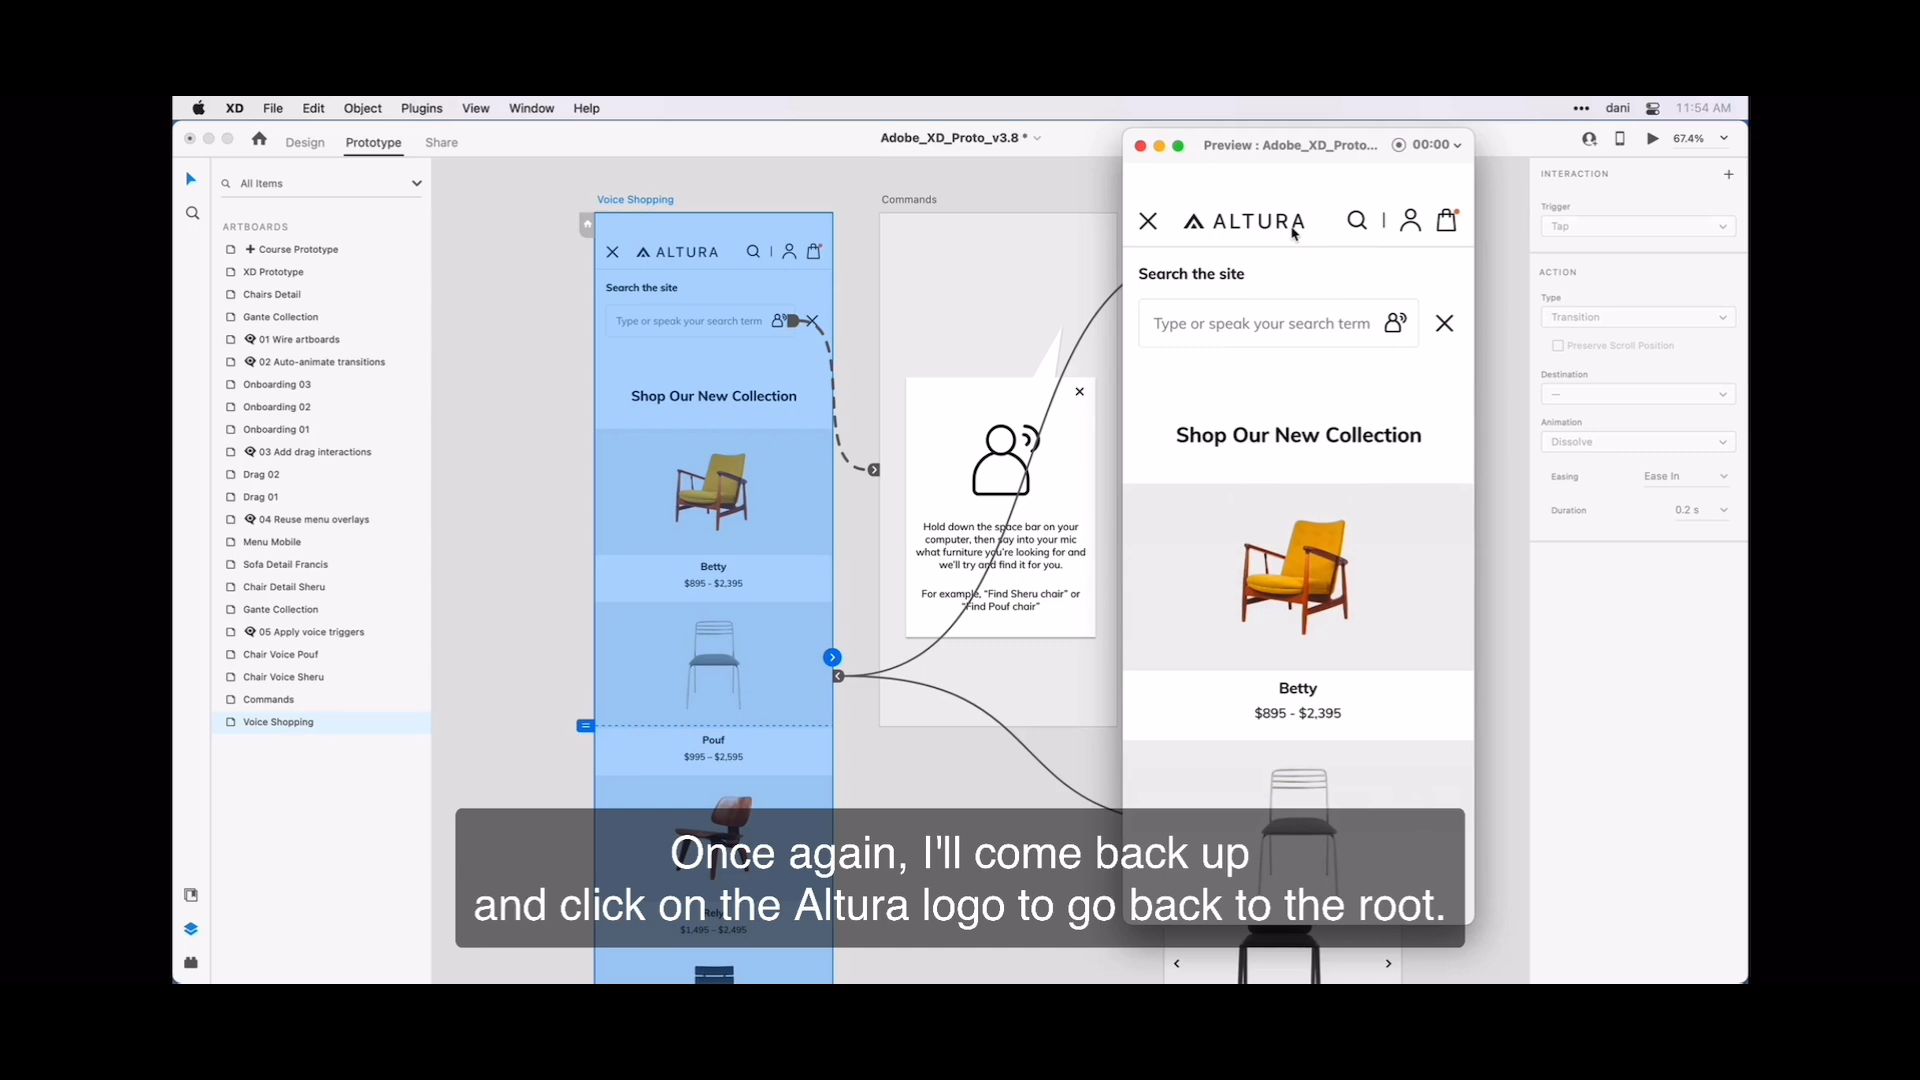 XD File Edit Object Plugins View Window Help
••• dani 11:54 AM
Design Prototype Share
Adobe_XD_Proto_v3.8 *
67.4%
Preview : Adobe_XD_Proto... 00:00
All Items
ARTBOARDS
Course Prototype
XD Prototype
Chairs Detail
Gante Collection
01 Wire artboards
02 Auto-animate transitions
Onboarding 03
Onboarding 02
Onboarding 01
03 Add drag interactions
Drag 02
Drag 01
04 Reuse menu overlays
Menu Mobile
Sofa Detail Francis
Chair Detail Sheru
Gante Collection
05 Apply voice triggers
Chair Voice Pouf
Chair Voice Sheru
Commands
Voice Shopping
Voice Shopping
ALTURA
Search the site
Type or speak your search term
Shop Our New Collection
Betty
$895 - $2,395
Pouf
$995 – $2,595
Rely
$1,495 – $2,495
Commands
Hold down the space bar on your
computer, then say into your mic
what furniture you're looking for and
we'll try and find it for you.
For example, “Find Sheru chair” or
“Find Pouf chair”
ALTURA
Search the site
Type or speak your search term
Shop Our New Collection
Betty
$895 - $2,395
INTERACTION
Trigger
Tap
ACTION
Type
Transition
Preserve Scroll Position
Destination
—
Animation
Dissolve
Easing Ease In
Duration 0.2 s
Once again, I'll come back up
and click on the Altura logo to go back to the root.